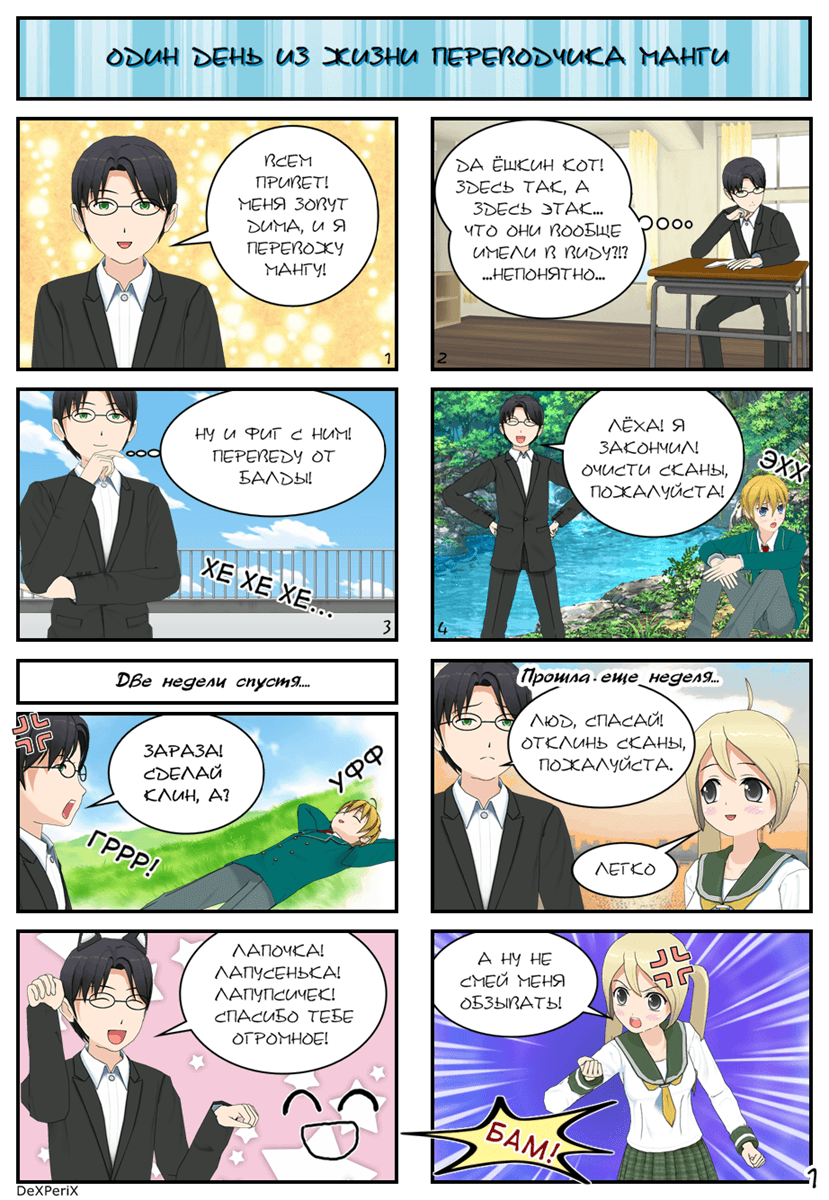 ОДИН ДЕНЬ ИЗ ЖИЗНИ ПЕРЕВОДЧИКА МАНГИ
ВСЕМ
ПРИВЕТ!
МЕНЯ ЗОВУТ
ДИМА, И Я
ПЕРЕВОЖУ
МАНГУ!
1
ДА ЁШКИН КОТ!
ЗДЕСЬ ТАК, А
ЗДЕСЬ ЭТАК...
ЧТО ОНИ ВООБЩЕ
ИМЕЛИ В ВИДУ?!?
...НЕПОНЯТНО...
2
НУ И ФИГ С НИМ!
ПЕРЕВЕДУ ОТ
БАЛДЫ!
ХЕ ХЕ ХЕ...
3
ЛЁХА! Я
ЗАКОНЧИЛ!
ОЧИСТИ СКАНЫ,
ПОЖАЛУЙСТА!
ЭХХ
4
Две недели спустя...
ЗАРАЗА!
СДЕЛАЙ
КЛИН, А?
УФФ
ГРРР!
Прошла еще неделя...
ЛЮД, СПАСАЙ!
ОТКЛИНЬ СКАНЫ,
ПОЖАЛУЙСТА.
ЛЕГКО
ЛАПОЧКА!
ЛАПУСЕНЬКА!
ЛАПУПСИЧЕК!
СПАСИБО ТЕБЕ
ОГРОМНОЕ!
А НУ НЕ
СМЕЙ МЕНЯ
ОБЗЫВАТЬ!
БАМ!
1
DeXPeriX